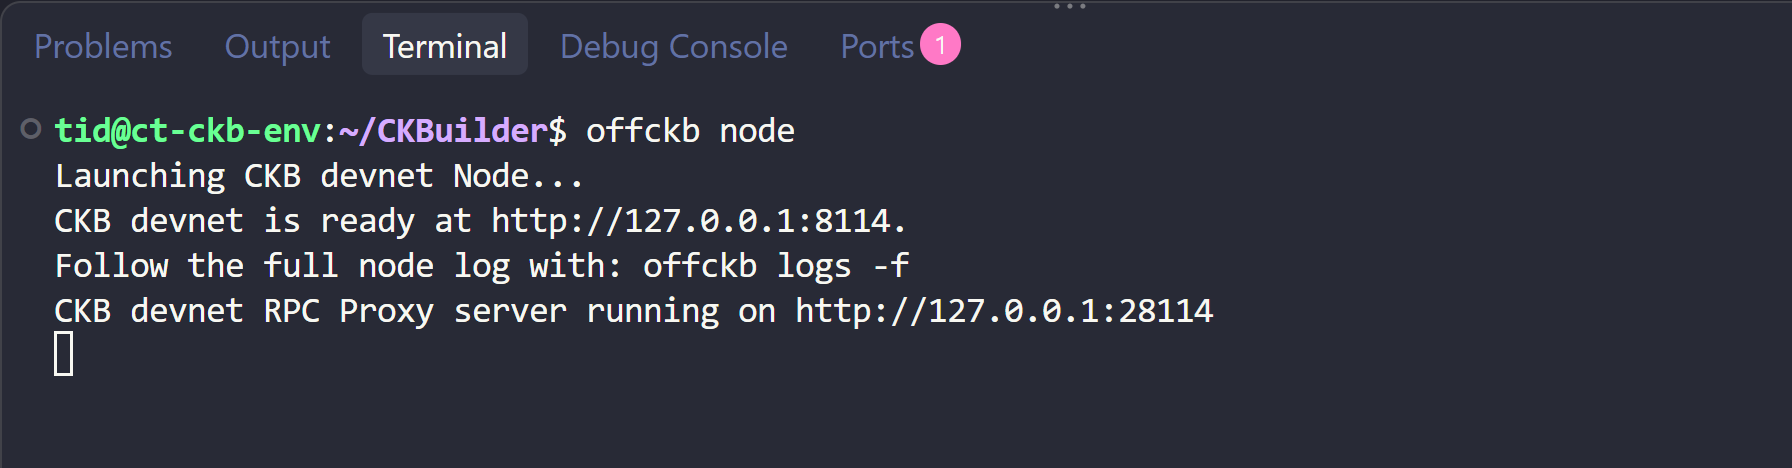 Problems Output Terminal Debug Console Ports 1
tid@ct-ckb-env:~/CKBuilder$ offckb node
Launching CKB devnet Node...
CKB devnet is ready at http://127.0.0.1:8114.
Follow the full node log with: offckb logs -f
CKB devnet RPC Proxy server running on http://127.0.0.1:28114